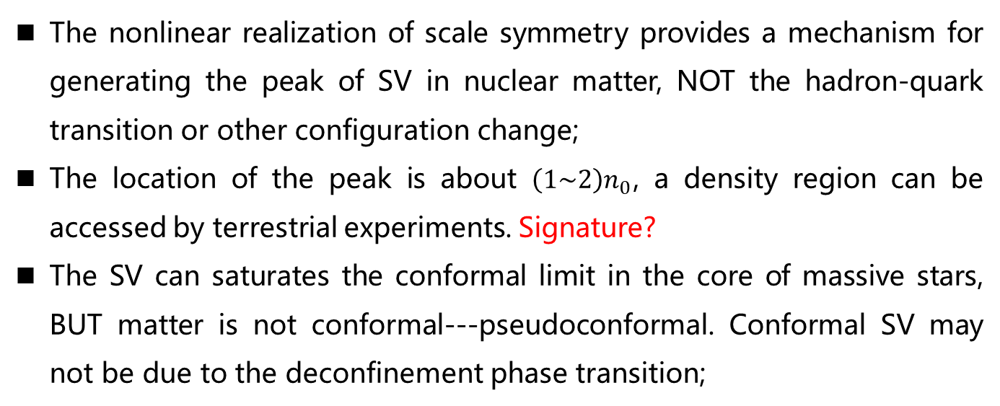 ■ The nonlinear realization of scale symmetry provides a mechanism for
generating the peak of SV in nuclear matter, NOT the hadron-quark
transition or other configuration change;
■ The location of the peak is about (1~2)n₀, a density region can be
accessed by terrestrial experiments. Signature?
■ The SV can saturates the conformal limit in the core of massive stars,
BUT matter is not conformal---pseudoconformal. Conformal SV may
not be due to the deconfinement phase transition;